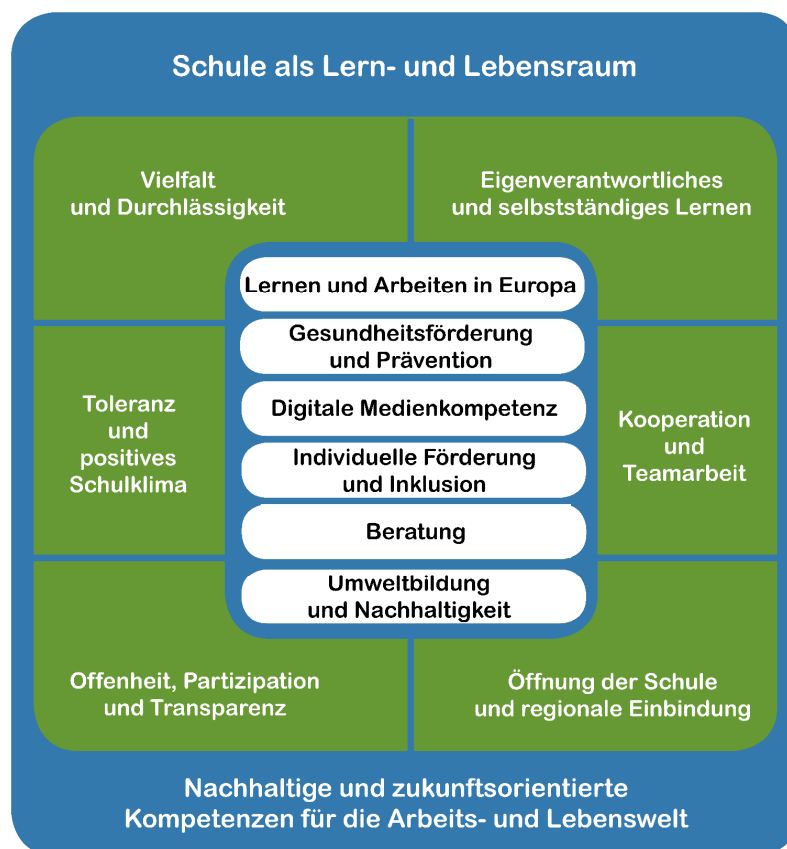 Schule als Lern- und Lebensraum
Vielfalt
und Durchlässigkeit
Eigenverantwortliches
und selbstständiges Lernen
Lernen und Arbeiten in Europa
Gesundheitsförderung
und Prävention
Digitale Medienkompetenz
Individuelle Förderung
und Inklusion
Beratung
Umweltbildung
und Nachhaltigkeit
Toleranz
und
positives
Schulklima
Kooperation
und
Teamarbeit
Offenheit, Partizipation
und Transparenz
Öffnung der Schule
und regionale Einbindung
Nachhaltige und zukunftsorientierte
Kompetenzen für die Arbeits- und Lebenswelt